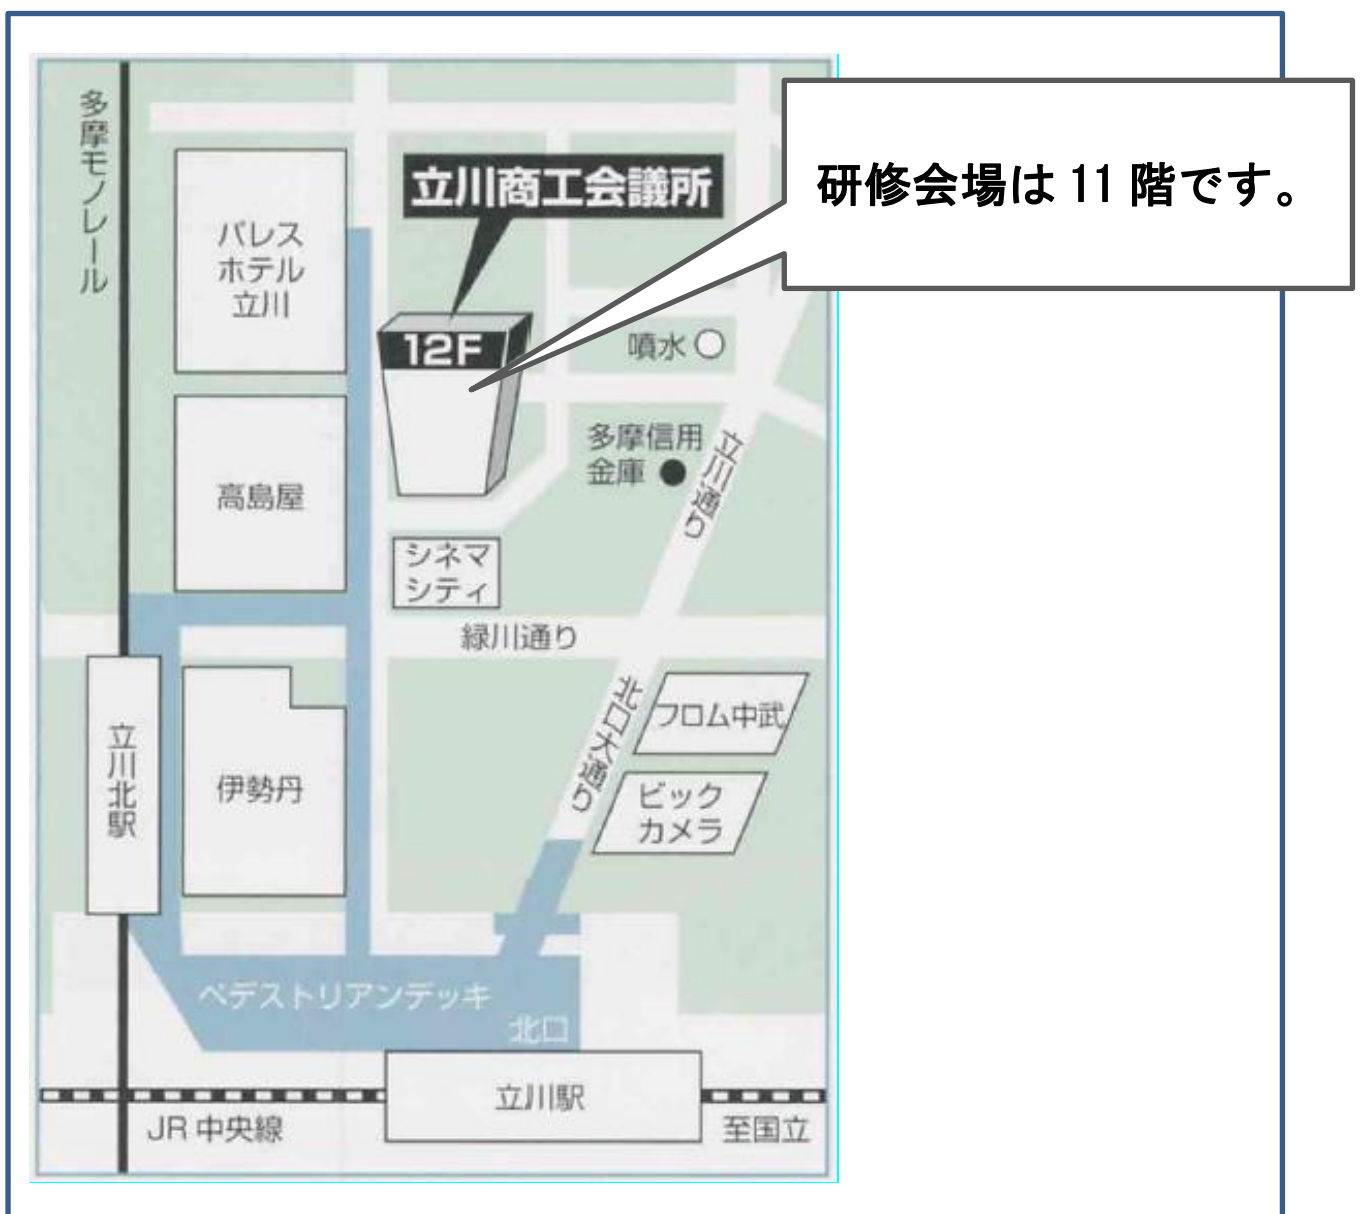 多摩モノレール
立川商工会議所
研修会場は 11 階です。
パレス
ホテル
立川
12F
噴水
高島屋
多摩信用
金庫
立川通り
シネマ
シティ
緑川通り
立川北駅
伊勢丹
北口大通り
フロム中武
ビック
カメラ
ペデストリアンデッキ
北口
立川駅
JR 中央線
至国立